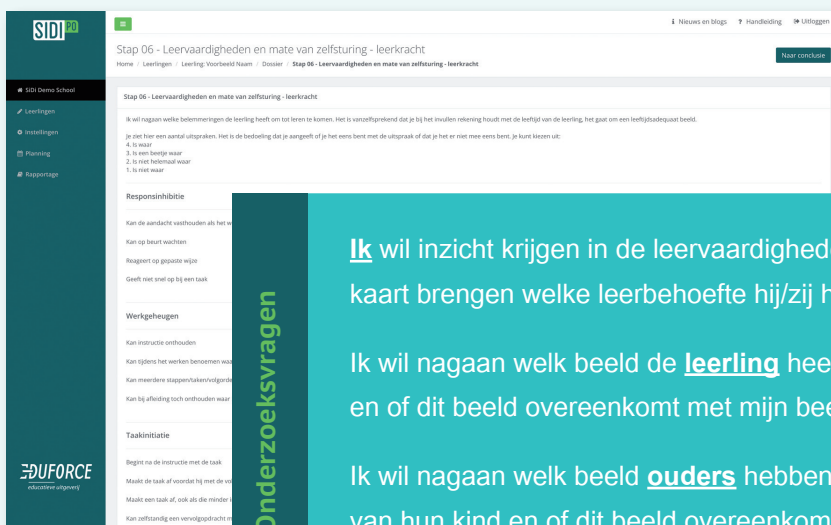 SIDI PO
Nieuws en blogs
Handleiding
Uitloggen
Stap 06 - Leervaardigheden en mate van zelfsturing - leerkracht
Home / Leerlingen / Leerling: Voorbeeld Naam / Dossier / Stap 06 - Leervaardigheden en mate van zelfsturing - leerkracht
Naar conclusie
SiDi Demo School
Leerlingen
Instellingen
Planning
Rapportage
EDUFORCE
educatieve uitgeverij
Stap 06 - Leervaardigheden en mate van zelfsturing - leerkracht
Ik wil nagaan welke belemmeringen de leerling heeft om tot leren te komen. Het is vanzelfsprekend dat je bij het invullen rekening houdt met de leeftijd van de leerling, het gaat om een leeftijdsadequaat beeld.
Je ziet hier een aantal uitspraken. Het is de bedoeling dat je aangeeft of je het eens bent met de uitspraak of dat je het er niet mee eens bent. Je kunt kiezen uit:
4. Is waar
3. Is een beetje waar
2. Is niet helemaal waar
1. Is niet waar
Responsinhibitie
Kan de aandacht vasthouden als het w
Kan op beurt wachten
Reageert op gepaste wijze
Geeft niet snel op bij een taak
Werkgeheugen
Kan instructie onthouden
Kan tijdens het werken benoemen waa
Kan meerdere stappen/taken/volgorde
Kan bij afleiding toch onthouden waar
Taakinitiatie
Begint na de instructie met de taak
Maakt de taak af voordat hij met de vo
Maakt een taak af, ook als die minder i
Kan zelfstandig een vervolgopdracht m
Onderzoeksvragen
Ik wil inzicht krijgen in de leervaardighede
kaart brengen welke leerbehoefte hij/zij h
Ik wil nagaan welk beeld de leerling hee
en of dit beeld overeenkomt met mijn bee
Ik wil nagaan welk beeld ouders hebben
van hun kind en of dit beeld overeenkom